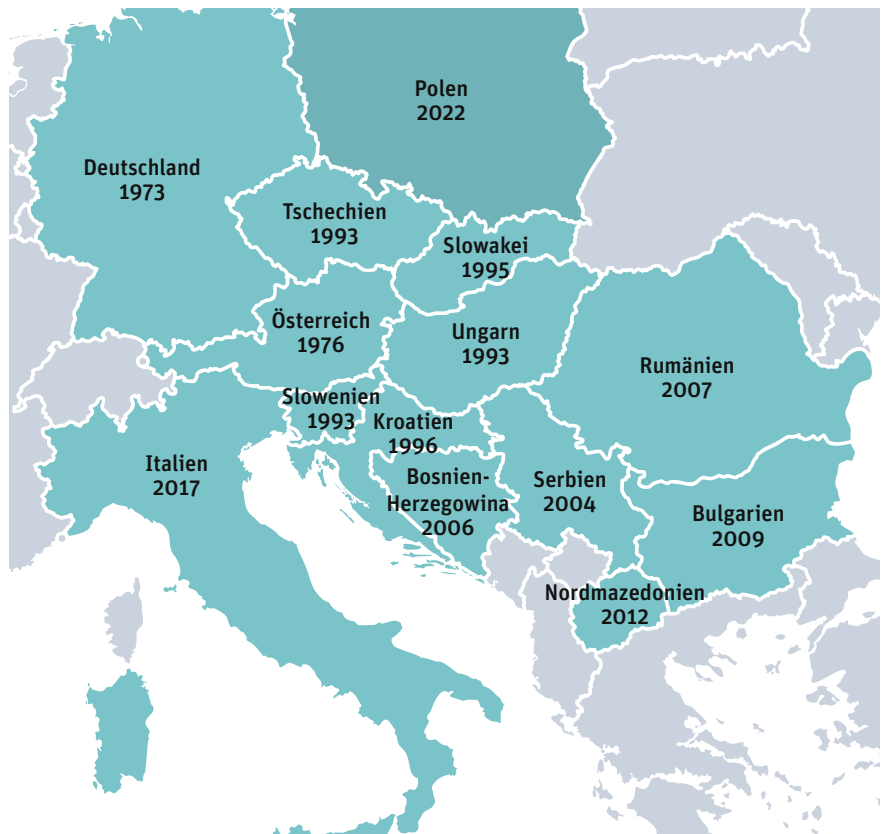 Polen
2022
Deutschland
1973
Tschechien
1993
Slowakei
1995
Österreich
1976
Ungarn
1993
Rumänien
2007
Slowenien
1993
Kroatien
1996
Italien
2017
Bosnien-
Herzegowina
2006
Serbien
2004
Bulgarien
2009
Nordmazedonien
2012